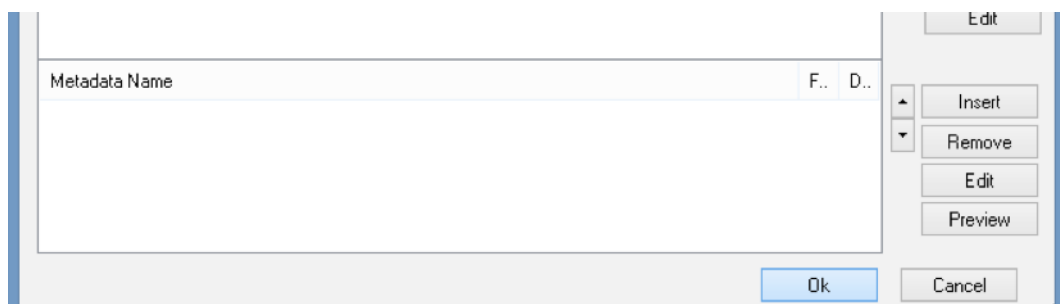 Edit
Metadata Name F.. D..
Insert
Remove
Edit
Preview
Ok Cancel